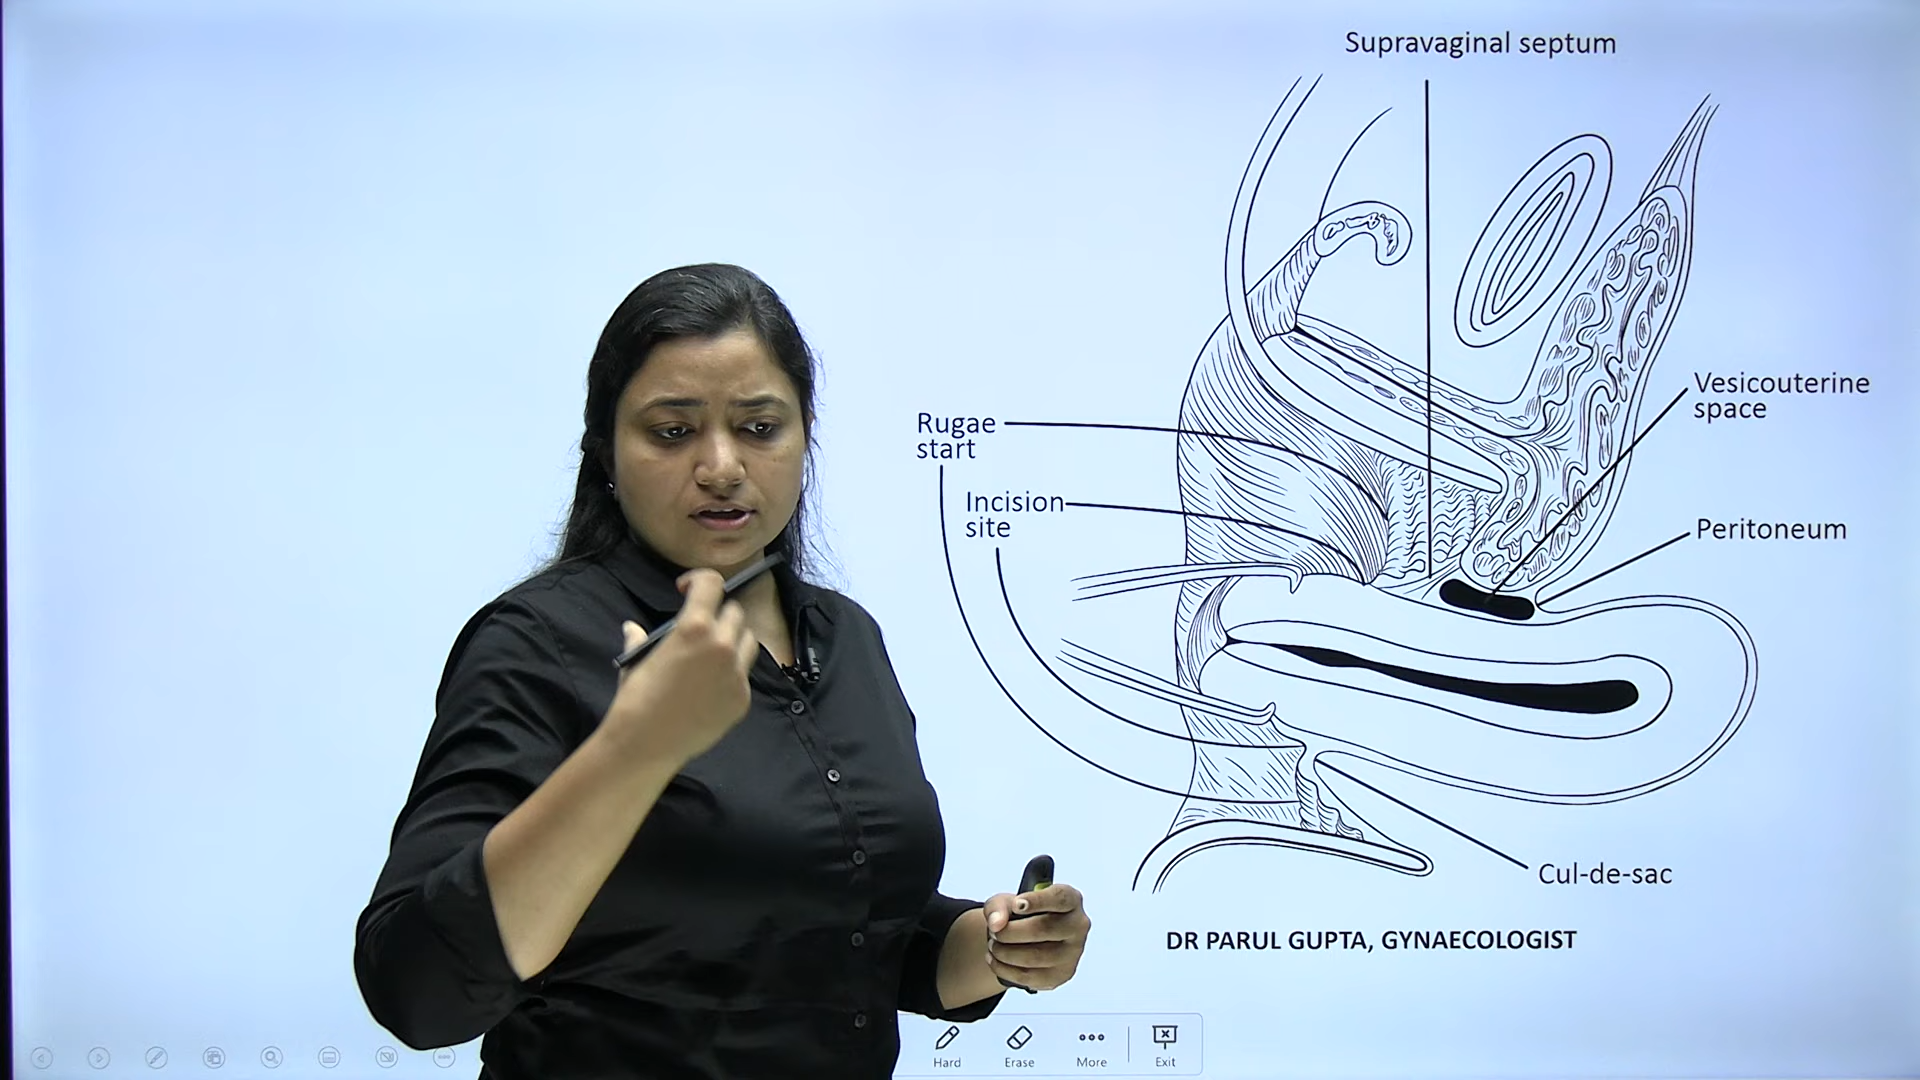 Supravaginal septum
Vesicouterine
space
Rugae
start
Incision
site
Peritoneum
Cul-de-sac
DR PARUL GUPTA, GYNAECOLOGIST
Hard
Erase
More
Exit